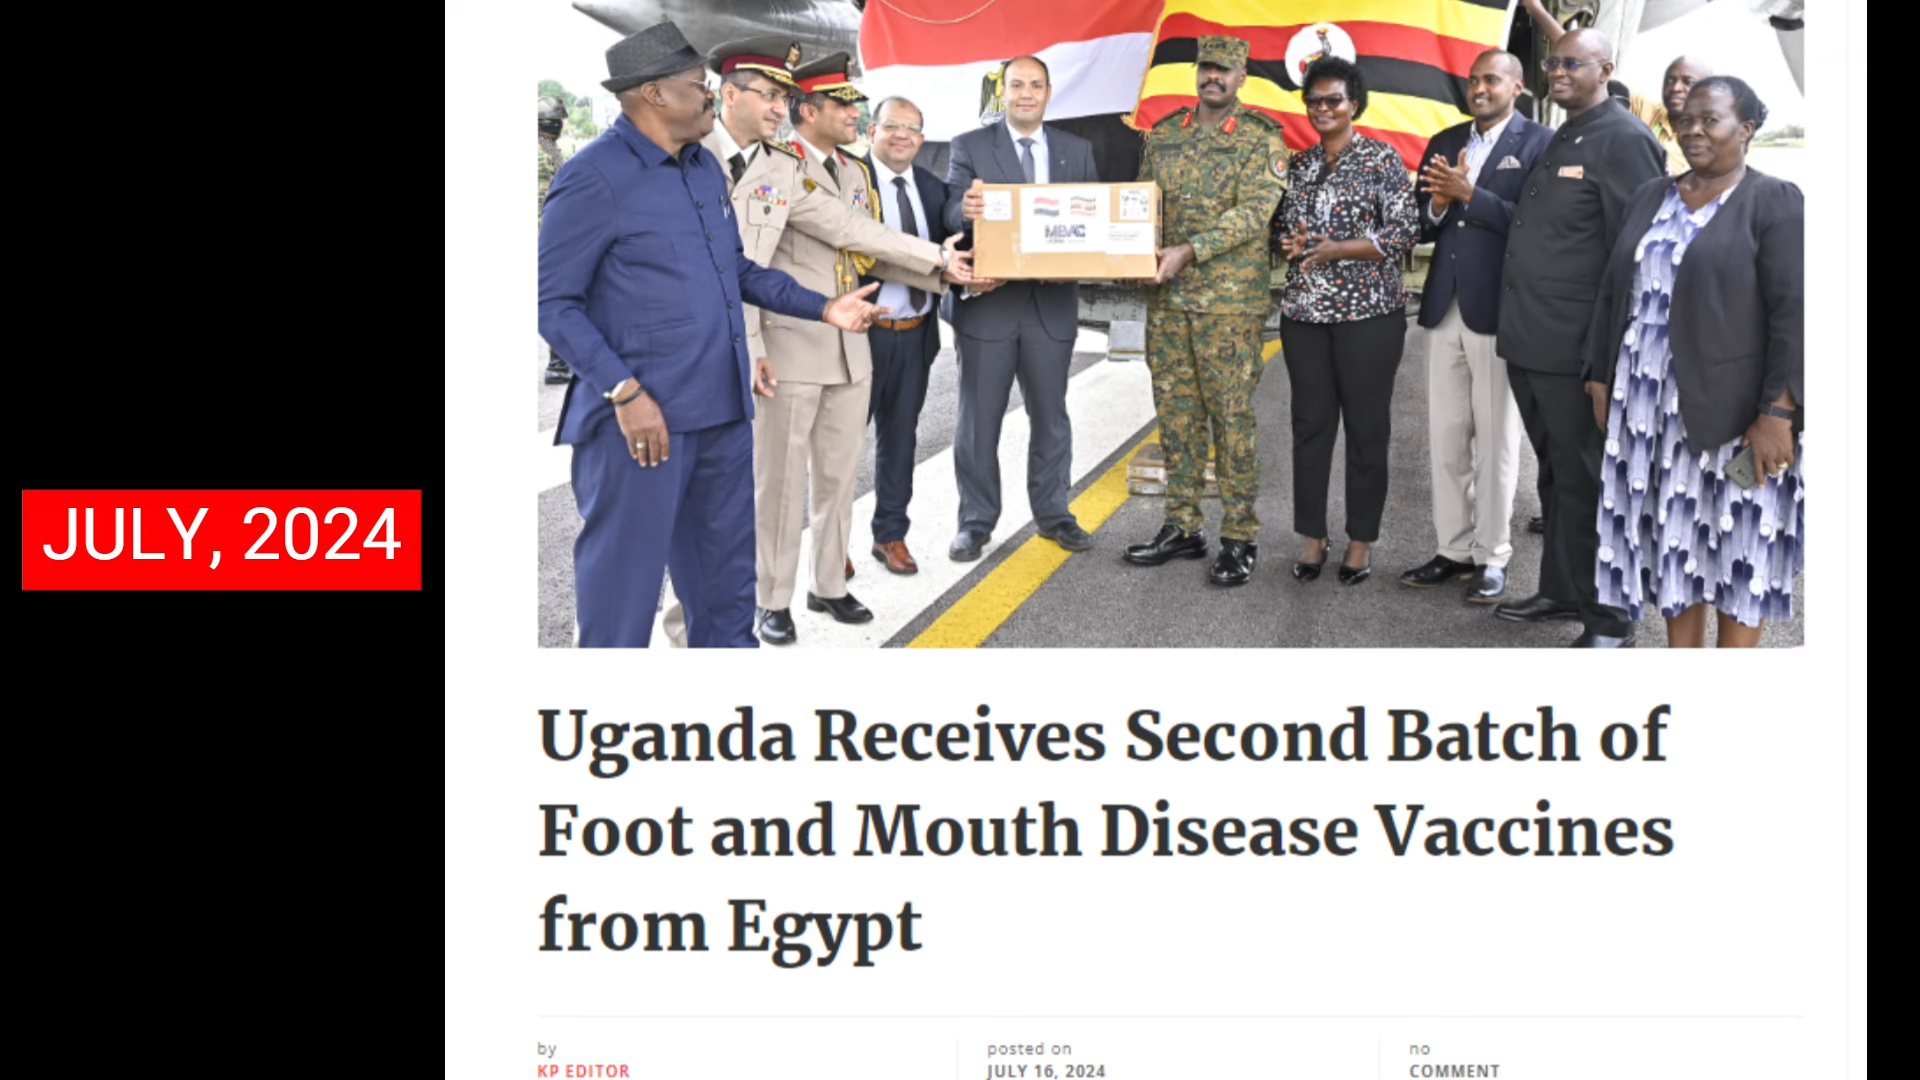 MEVAC
JULY, 2024
Uganda Receives Second Batch of
Foot and Mouth Disease Vaccines
from Egypt
by
KP EDITOR
posted on
JULY 16, 2024
no
COMMENT